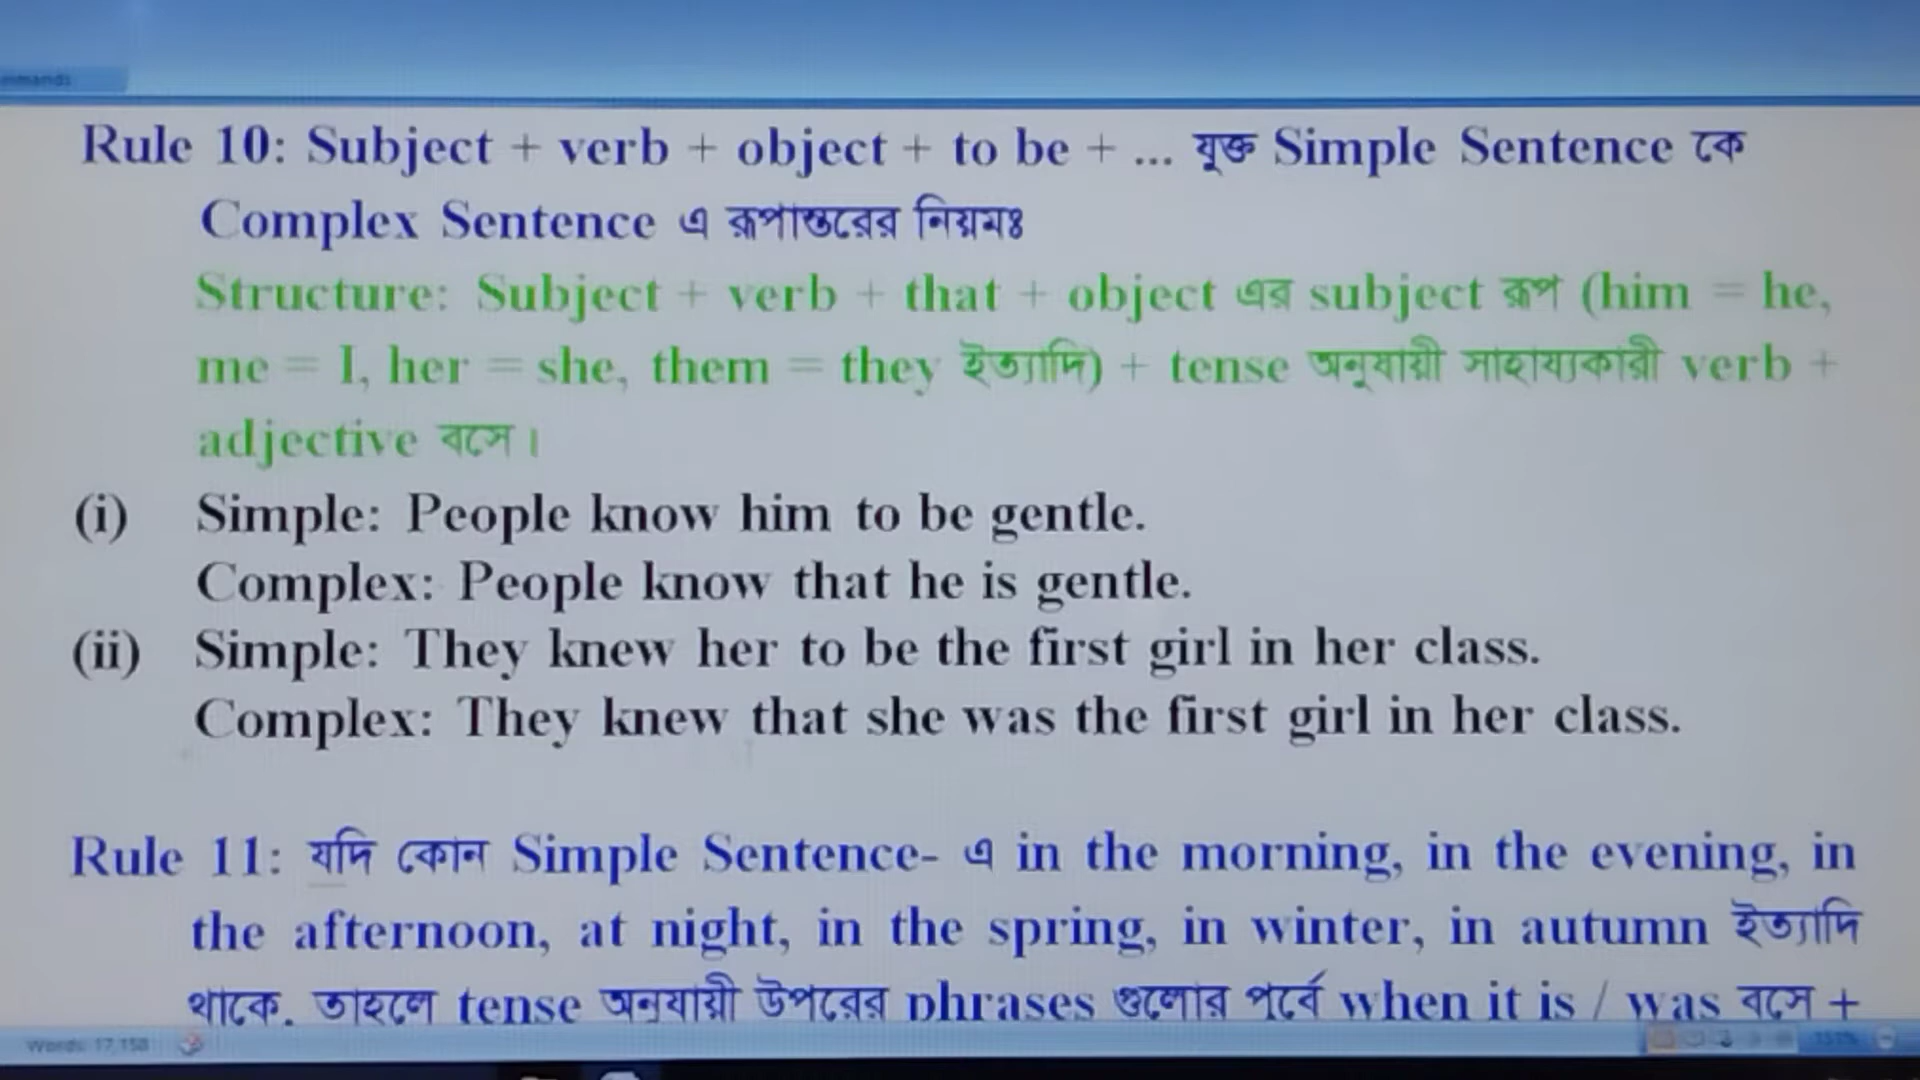 mmands
Rule 10: Subject + verb + object + to be + ... যুক্ত Simple Sentence কে
Complex Sentence এ রূপান্তরের নিয়মঃ
Structure: Subject + verb + that + object এর subject রূপ (him = he,
me = I, her = she, them = they ইত্যাদি) + tense অনুযায়ী সাহায্যকারী verb +
adjective বসে।
(i) Simple: People know him to be gentle.
Complex: People know that he is gentle.
(ii) Simple: They knew her to be the first girl in her class.
Complex: They knew that she was the first girl in her class.
Rule 11: যদি কোন Simple Sentence- এ in the morning, in the evening, in
the afternoon, at night, in the spring, in winter, in autumn ইত্যাদি
থাকে, তাহলে tense অনুযায়ী উপরের phrases গুলোর পূর্বে when it is / was বসে +
Words: 17,158